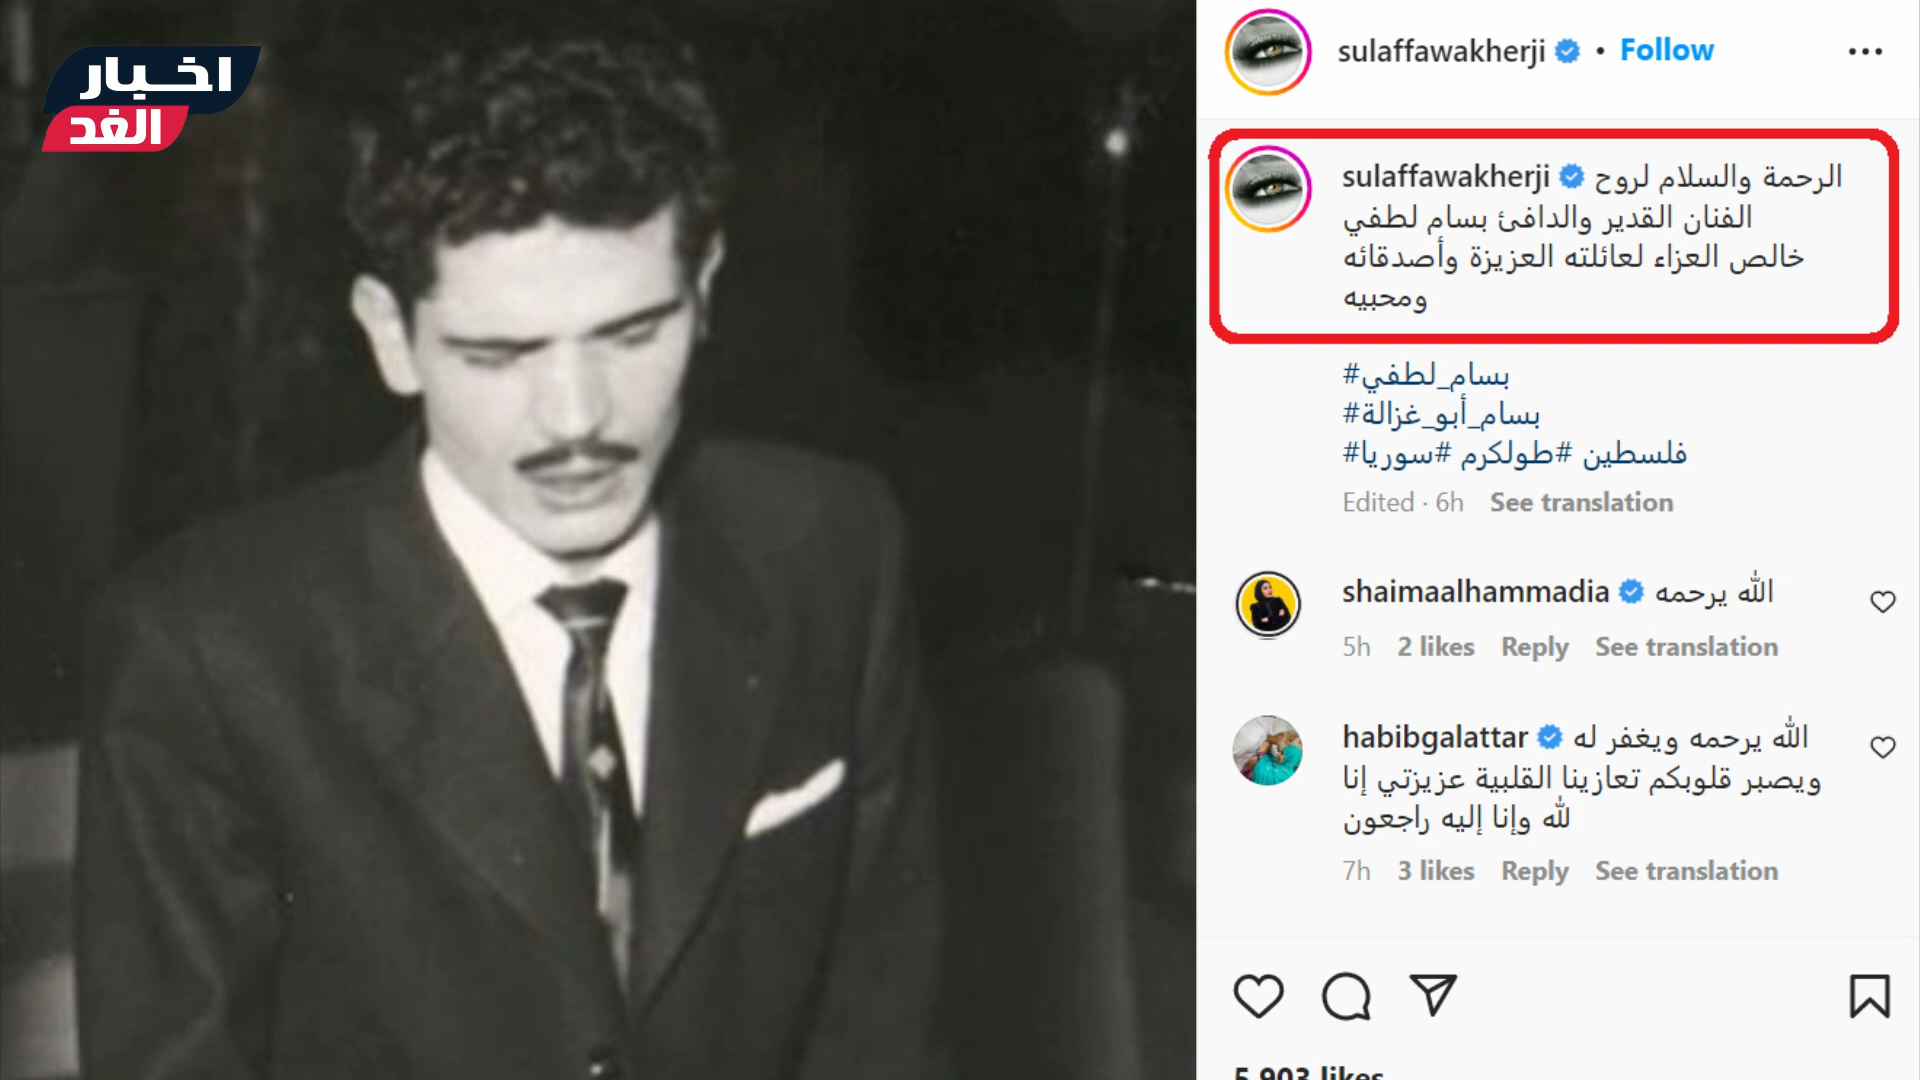 اخبار
الغد
sulaffawakherji • Follow
sulaffawakherji الرحمة والسلام لروح
الفنان القدير والدافئ بسام لطفي
خالص العزاء لعائلته العزيزة وأصدقائه
ومحبيه
#بسام_لطفي
#بسام_أبو_غزالة
#فلسطين #طولكرم #سوريا
Edited · 6h See translation
shaimaalhammadia الله يرحمه
5h 2 likes Reply See translation
habibgalattar الله يرحمه ويغفر له
ويصبر قلوبكم تعازينا القلبية عزيزتي إنا
لله وإنا إليه راجعون
7h 3 likes Reply See translation
5,903 likes